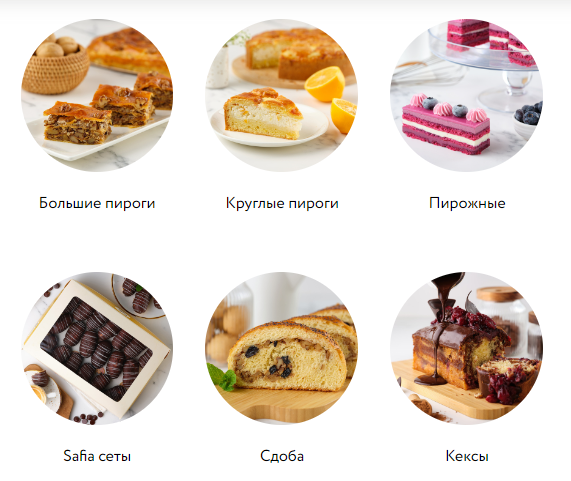 Большие пироги
Круглые пироги
Пирожные
Safia сеты
Сдоба
Кексы